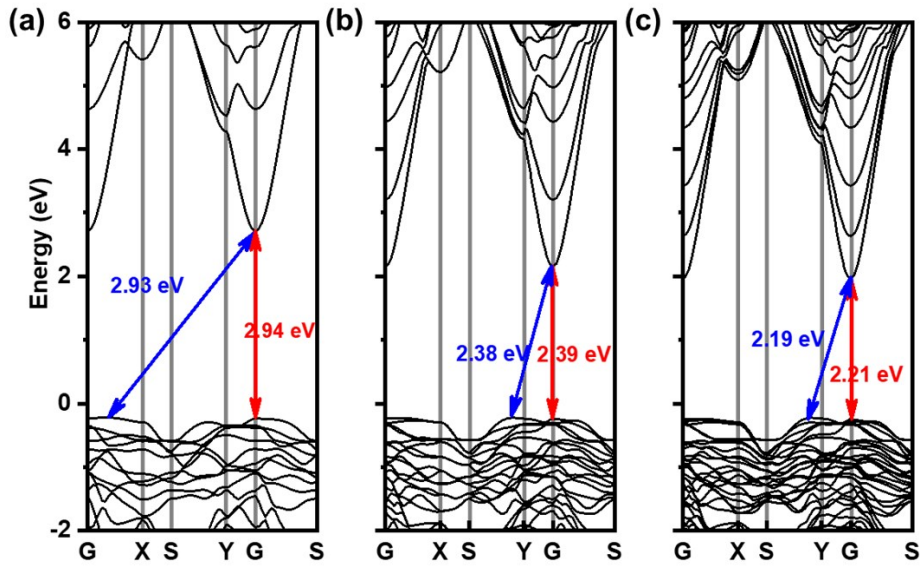 (a)
(b)
(c)
Energy (eV)
6
4
2
0
-2
2.93 eV
2.94 eV
2.38 eV
2.39 eV
2.19 eV
2.21 eV
G X S Y G S
G X S Y G S
G X S Y G S